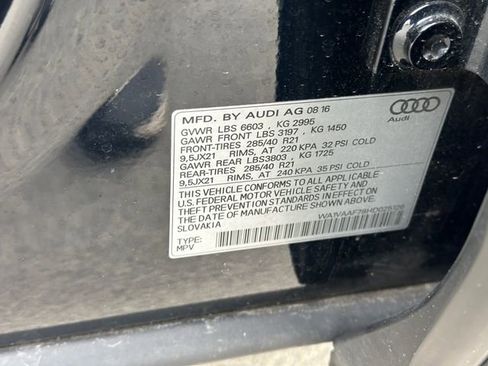 MFD. BY AUDI AG 08 16
GVWR LBS 6603 , KG 2995
GAWR FRONT LBS 3197 , KG 1450
FRONT-TIRES 285/40 R21
9,5JX21 RIMS, AT 220 KPA 32 PSI COLD
GAWR REAR LBS3803 , KG 1725
REAR-TIRES 285/40 R21
9,5JX21 RIMS, AT 240 KPA 35 PSI COLD
THIS VEHICLE CONFORMS TO ALL APPLICABLE
U.S. FEDERAL MOTOR VEHICLE SAFETY AND
THEFT PREVENTION STANDARDS IN EFFECT ON
THE DATE OF MANUFACTURE SHOWN ABOVE.
SLOVAKIA
TYPE:
MPV
Audi